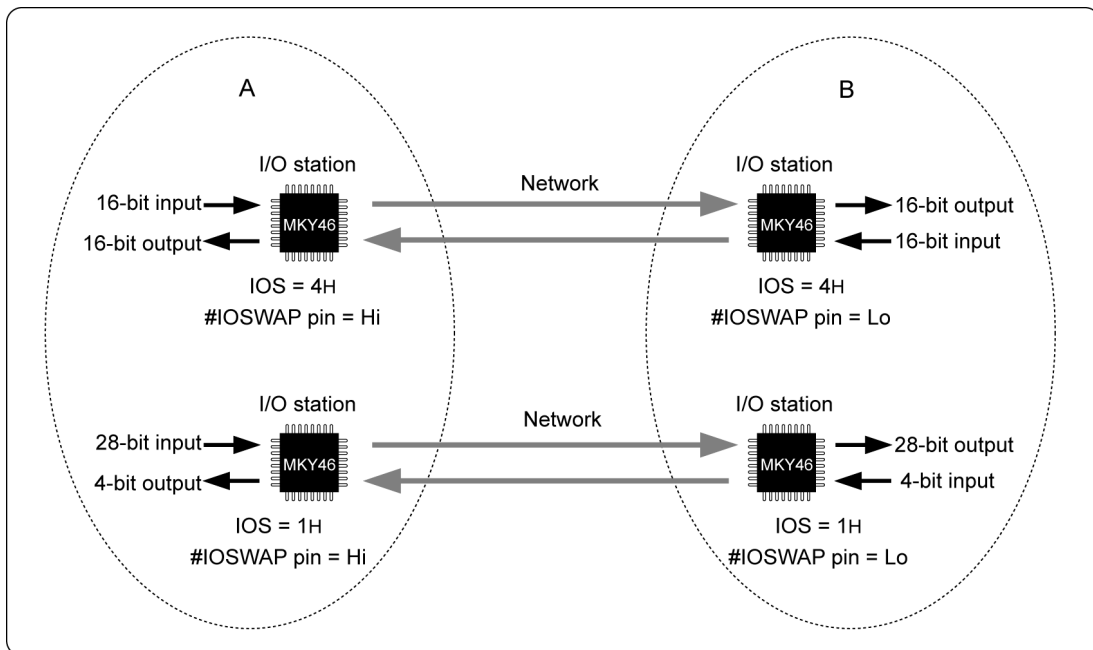 A
B
I/O station
I/O station
Network
16-bit input
16-bit output
MKY46
MKY46
16-bit output
16-bit input
IOS = 4H
#IOSWAP pin = Hi
IOS = 4H
#IOSWAP pin = Lo
I/O station
I/O station
Network
28-bit input
4-bit output
MKY46
MKY46
28-bit output
4-bit input
IOS = 1H
#IOSWAP pin = Hi
IOS = 1H
#IOSWAP pin = Lo